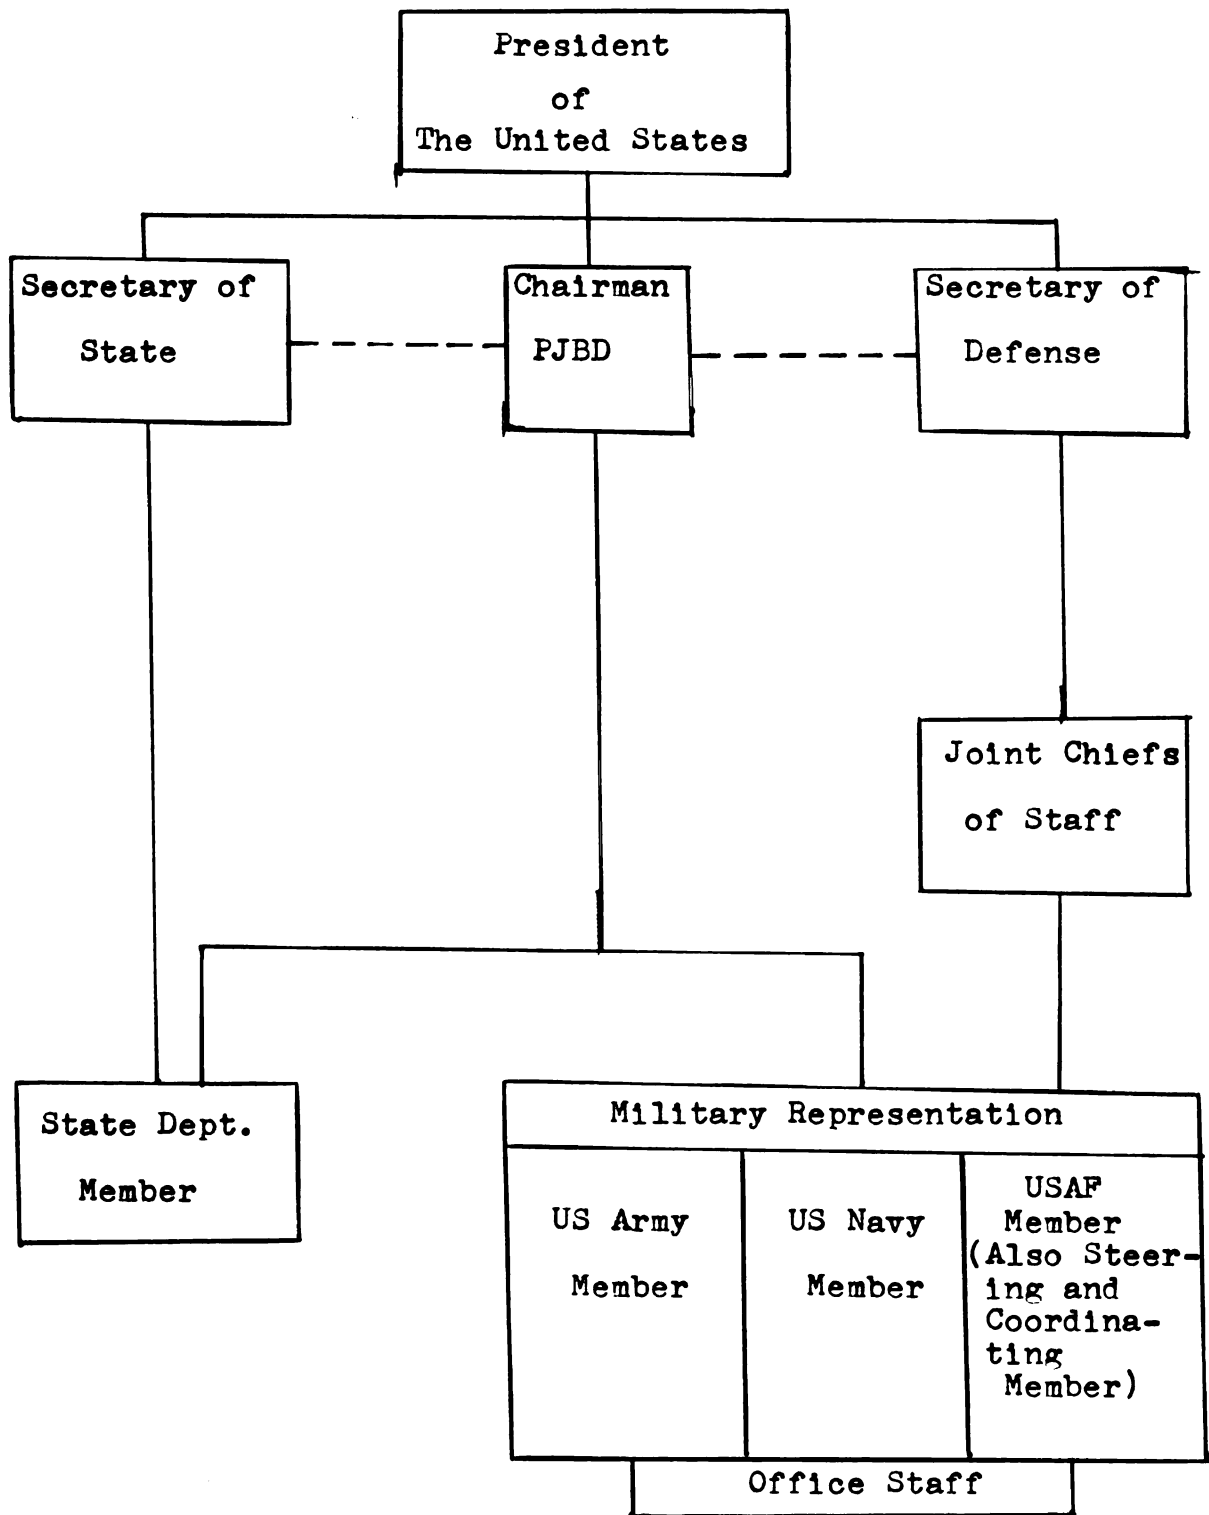 President
of
The United States
Secretary of
State
Chairman
PJBD
Secretary of
Defense
Joint Chiefs
of Staff
State Dept.
Member
Military Representation
US Army
Member
US Navy
Member
USAF
Member
(Also Steer-
ing and
Coordina-
ting
Member)
Office Staff